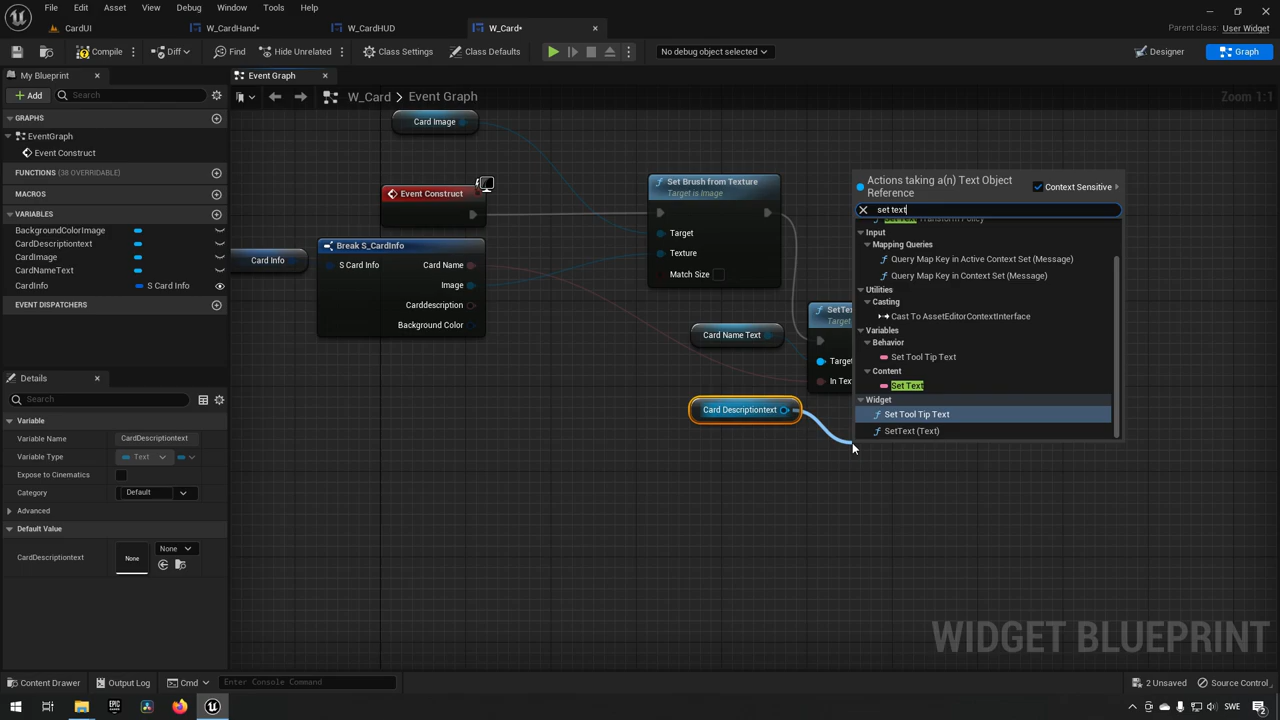 File Edit Asset View Debug Window Tools Help
CardUI W_CardHand* W_CardHUD W_Card* Parent class: User Widget
Compile Diff Find Hide Unrelated Class Settings Class Defaults No debug object selected Designer Graph
My Blueprint Event Graph
Add Search W_Card > Event Graph Zoom 1:1
GRAPHS
EventGraph
Event Construct
FUNCTIONS (38 OVERRIDABLE)
MACROS
VARIABLES
BackgroundColorImage
CardDescriptiontext
CardImage
CardNameText
CardInfo S Card Info
EVENT DISPATCHERS
Details
Search
Variable
Variable Name CardDescriptiontext
Variable Type Text
Expose to Cinematics
Category Default
Advanced
Default Value
CardDescriptiontext None None
Card Image
Event Construct
Card Info
Break S_CardInfo
S Card Info Card Name
Image
Carddescription
Background Color
Set Brush from Texture
Target is Image
Target
Texture
Match Size
Card Name Text
Target
In Tex
Card Descriptiontext
Actions taking a(n) Text Object Reference Context Sensitive
set text
Input
Mapping Queries
Query Map Key in Active Context Set (Message)
Query Map Key in Context Set (Message)
Utilities
Casting
Cast To AssetEditorContextInterface
Variables
Behavior
Set Tool Tip Text
Content
Set Text
Widget
Set Tool Tip Text
SetText (Text)
WIDGET BLUEPRINT
Content Drawer Output Log Cmd Enter Console Command 2 Unsaved Source Control
SWE